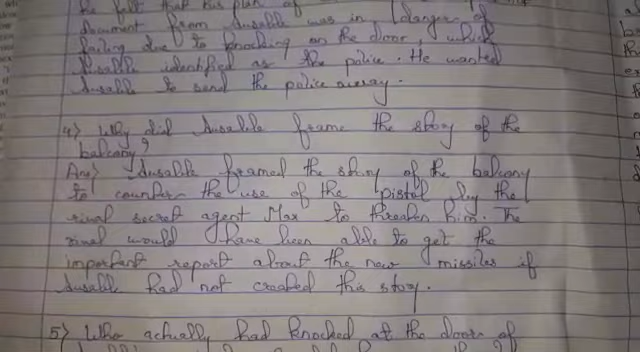 He felt that his plan of
document from Ausable was in danger of
failing due to knocking on the door, which
Ausable identified as the police. He wanted
Ausable to send the police away.
4) Why did Ausable frame the story of the
balcony?
Ans) Ausable framed the story of the balcony
to counter the use of the pistol by the
rival secret agent Max to threaten him. The
rival would have been able to get the
important report about the new missiles if
Ausable had not created this story.
5) Who actually had knocked at the door of